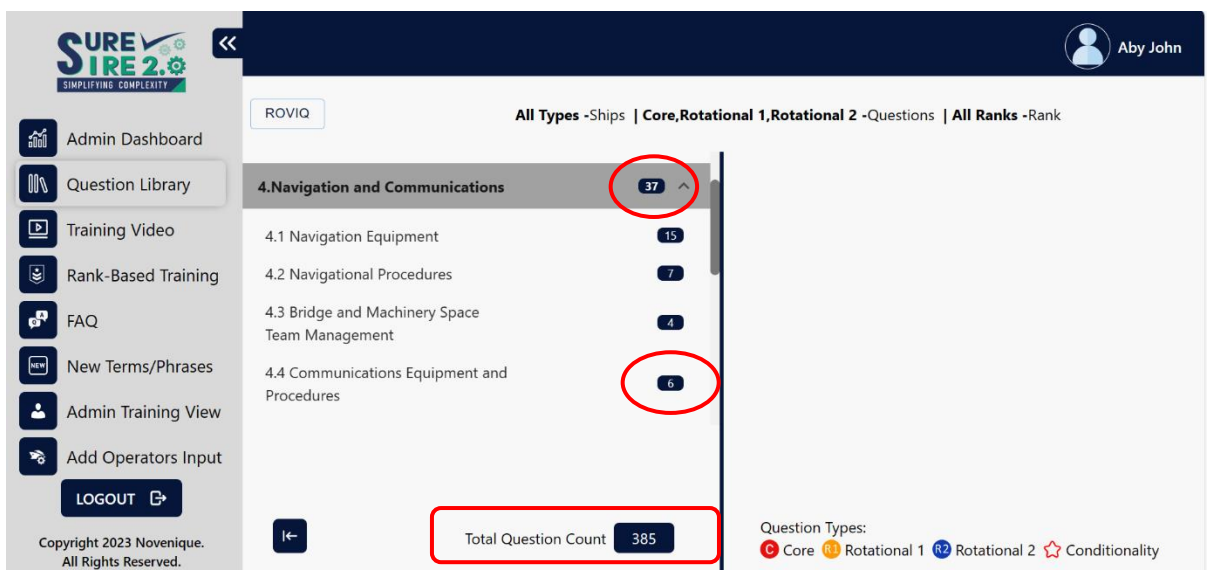 SURE
SIRE 2.0
SIMPLIFYING COMPLEXITY
Aby John
Admin Dashboard
Question Library
Training Video
Rank-Based Training
FAQ
NEW
New Terms/Phrases
Admin Training View
Add Operators Input
LOGOUT
Copyright 2023 Novenique.
All Rights Reserved.
ROVIQ
All Types -Ships | Core,Rotational 1,Rotational 2 -Questions | All Ranks -Rank
4.Navigation and Communications 37
4.1 Navigation Equipment 15
4.2 Navigational Procedures 7
4.3 Bridge and Machinery Space
Team Management 4
4.4 Communications Equipment and
Procedures 6
Total Question Count 385
Question Types:
C Core R1 Rotational 1 R2 Rotational 2 Conditionality